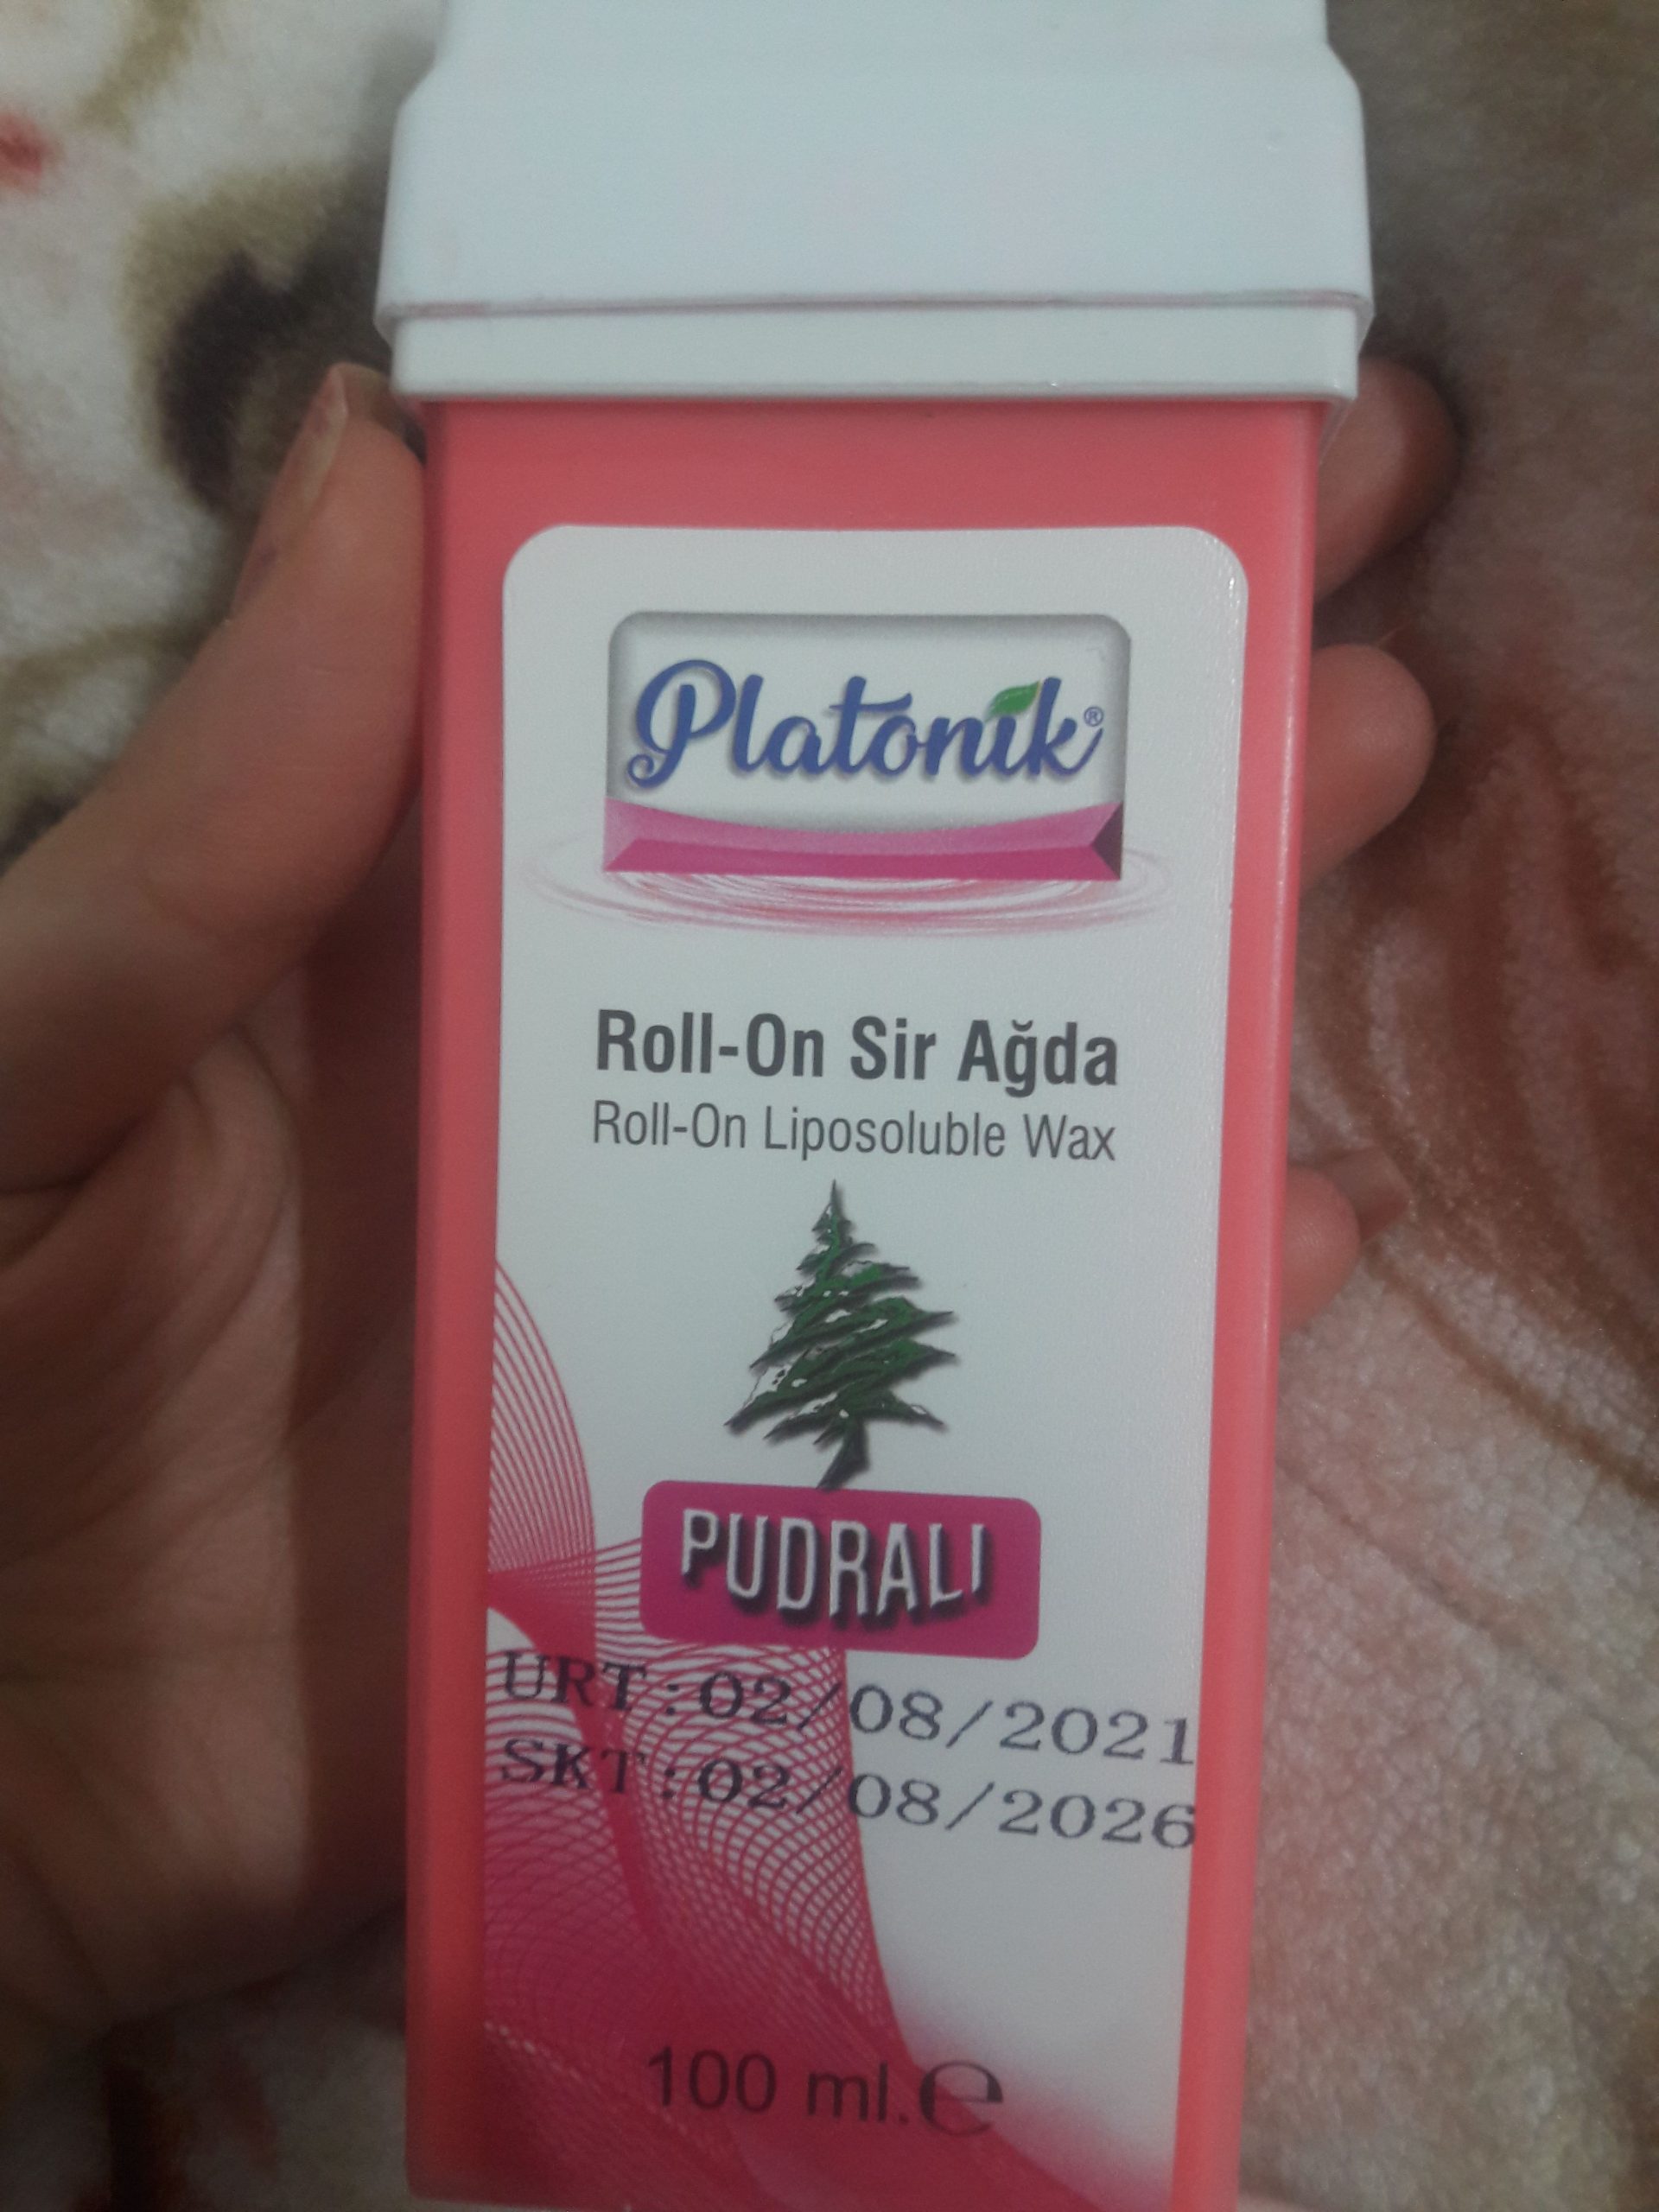 Platonik®
Roll-On Sir Ağda
Roll-On Liposoluble Wax
PUDRALI
URT:02/08/2021
SKT:02/08/2026
100 ml.e